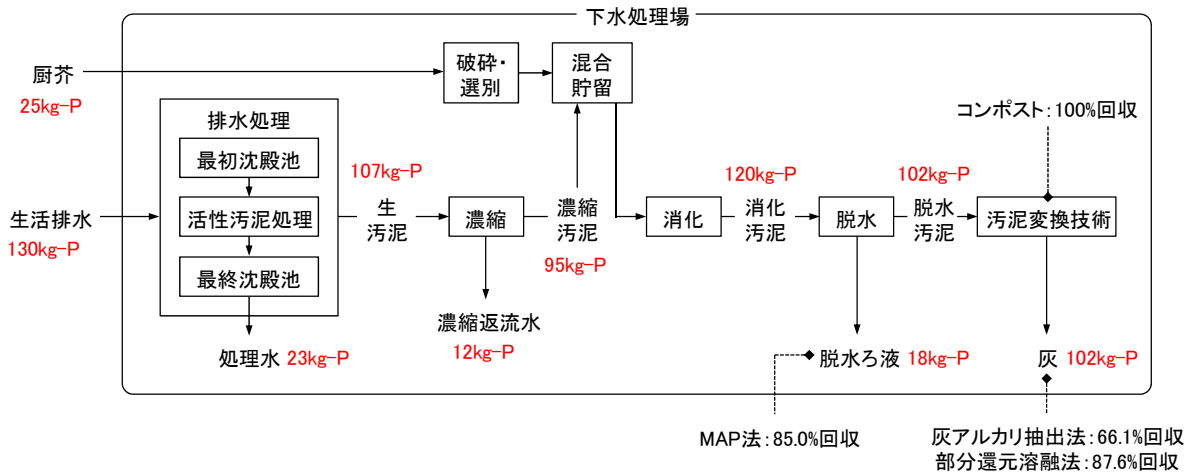 下水処理場
厨芥
25kg-P
破砕・
選別
混合
貯留
コンポスト:100%回収
排水処理
最初沈殿池
活性汚泥処理
最終沈殿池
生活排水
130kg-P
107kg-P
生
汚泥
濃縮
濃縮
汚泥
95kg-P
消化
120kg-P
消化
汚泥
脱水
102kg-P
脱水
汚泥
汚泥変換技術
処理水 23kg-P
濃縮返流水
12kg-P
脱水ろ液 18kg-P
灰 102kg-P
MAP法:85.0%回収
灰アルカリ抽出法:66.1%回収
部分還元溶融法:87.6%回収